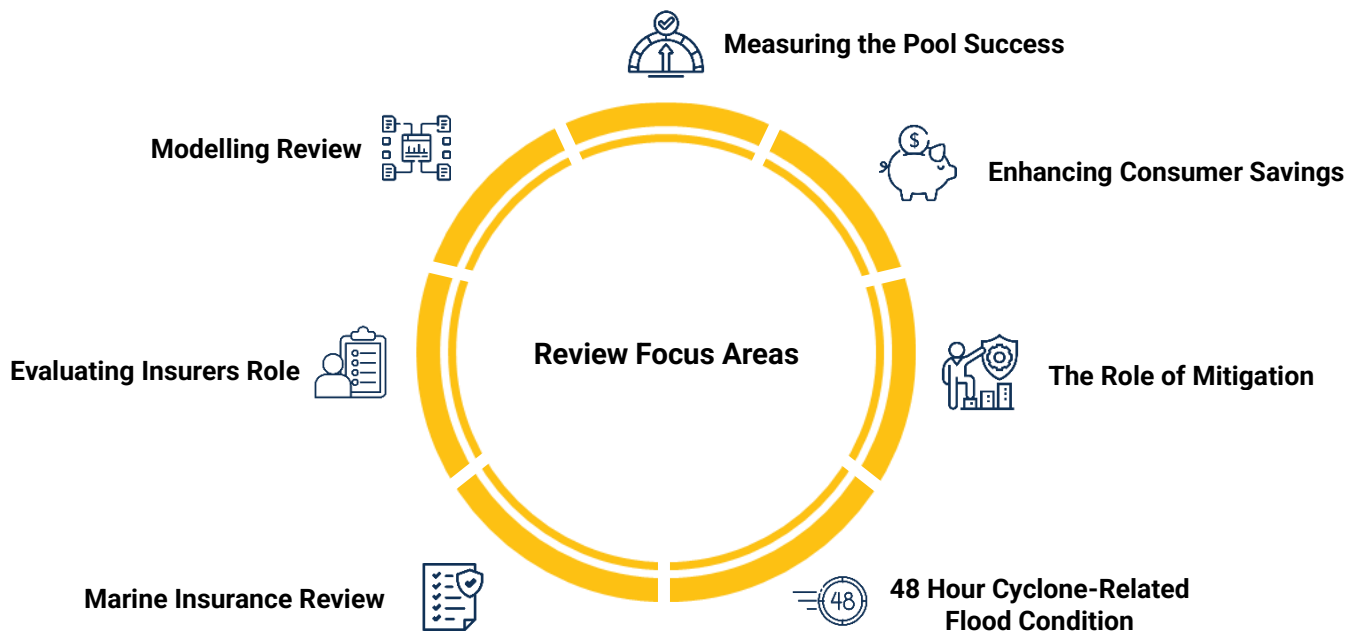 Measuring the Pool Success
Modelling Review
$
Enhancing Consumer Savings
Review Focus Areas
Evaluating Insurers Role
The Role of Mitigation
Marine Insurance Review
48
48 Hour Cyclone-Related
Flood Condition